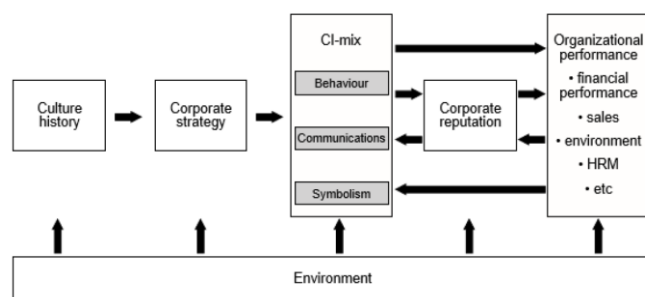 Culture
history
Corporate
strategy
CI-mix
Behaviour
Communications
Symbolism
Corporate
reputation
Organizational
performance
• financial
performance
• sales
• environment
• HRM
• etc
Environment